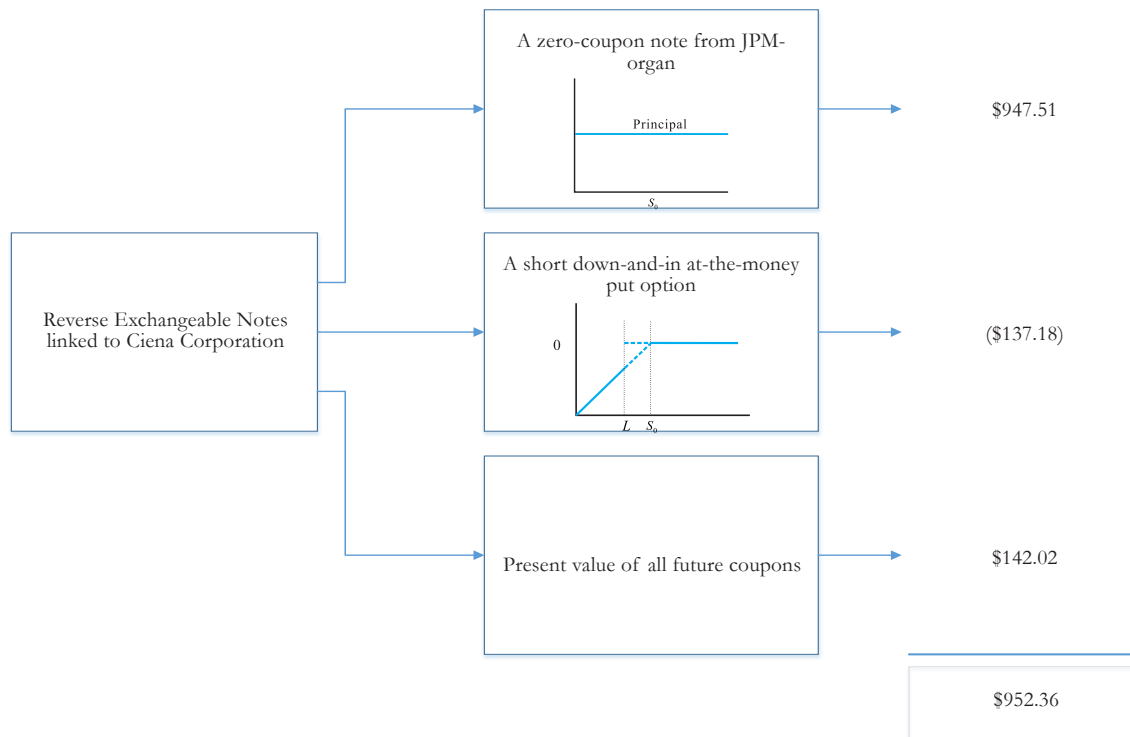 A zero-coupon note from JPM-
organ
Principal
S₀
$947.51
Reverse Exchangeable Notes
linked to Ciena Corporation
A short down-and-in at-the-money
put option
0
L S₀
($137.18)
Present value of all future coupons
$142.02
$952.36